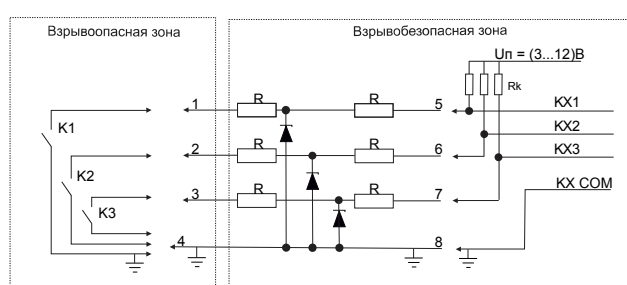 Взрывоопасная зона
Взрывобезопасная зона
Uп = (3...12)В
Rk
1 R R 5 KX1
K1
KX2
2 R R 6
KX3
K2
3 R R 7
KX COM
K3
4 8